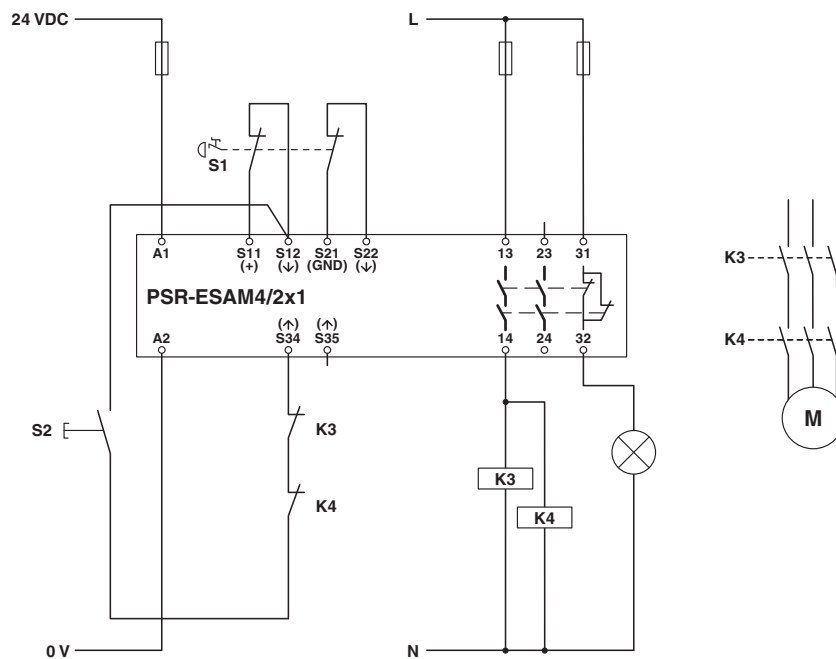 24 VDC
L
S1
A1
S11
(+)
S12
(↓)
S21
(GND)
S22
(↓)
13
23
31
PSR-ESAM4/2x1
A2
(↑)
S34
(↑)
S35
14
24
32
K3
K4
M
S2
K3
K4
K3
K4
0 V
N